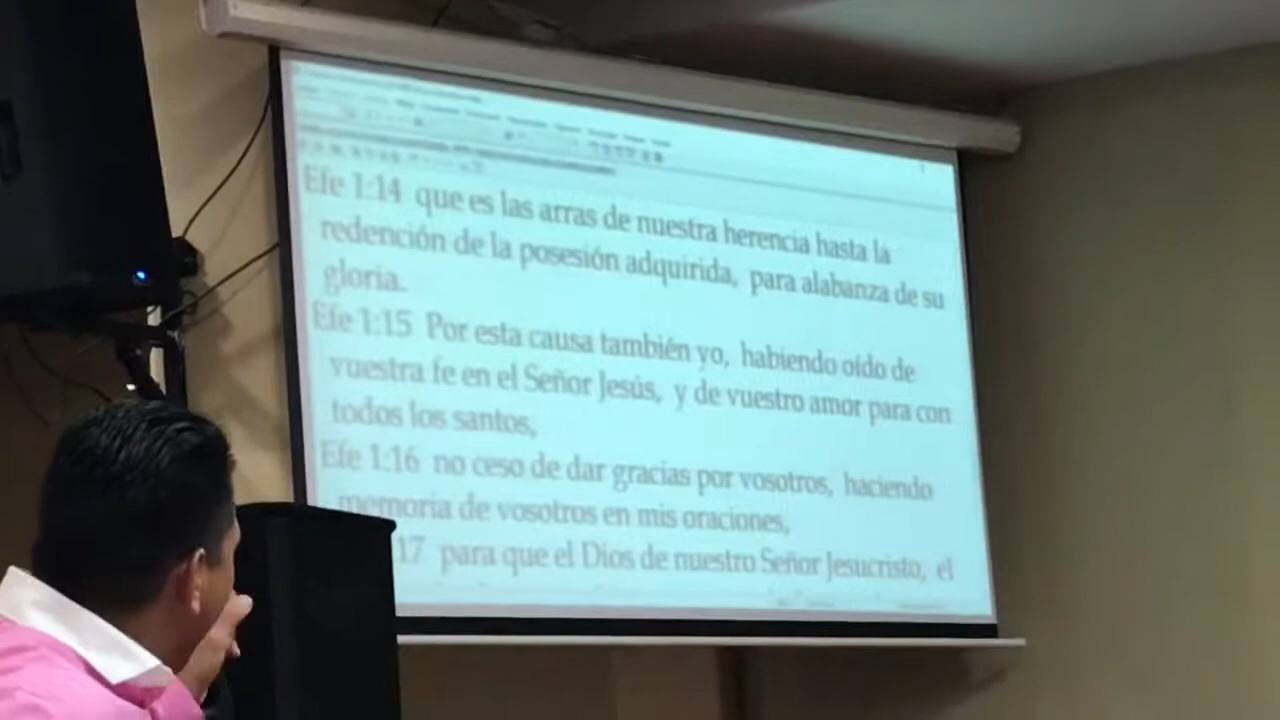 Efe 1:14 que es las arras de nuestra herencia hasta la
redención de la posesión adquirida, para alabanza de su
gloria.
Efe 1:15 Por esta causa también yo, habiendo oído de
vuestra fe en el Señor Jesús, y de vuestro amor para con
todos los santos,
Efe 1:16 no ceso de dar gracias por vosotros, haciendo
memoria de vosotros en mis oraciones,
17 para que el Dios de nuestro Señor Jesucristo, el